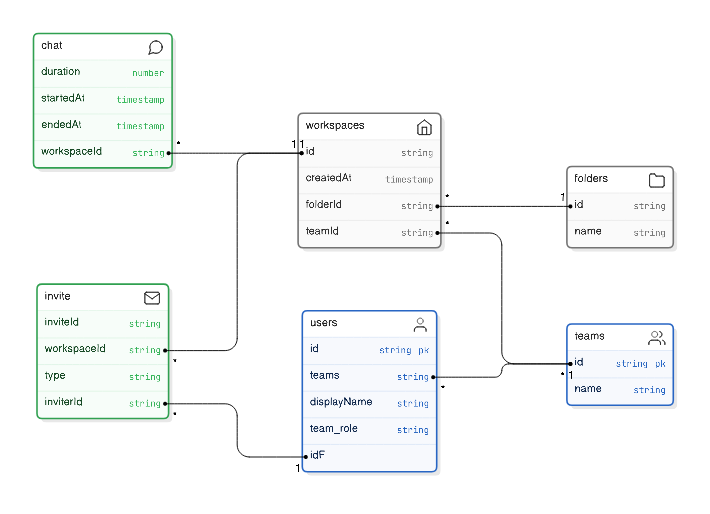 chat
duration number
startedAt timestamp
endedAt timestamp
workspaceId string
*
1 1
workspaces
id string
createdAt timestamp
folderId string
teamId string
*
*
1
folders
id string
name string
invite
inviteId string
workspaceId string
type string
inviterId string
*
*
users
id string pk
teams string
displayName string
team_role string
idF
1
*
teams
id string pk
name string
* 1